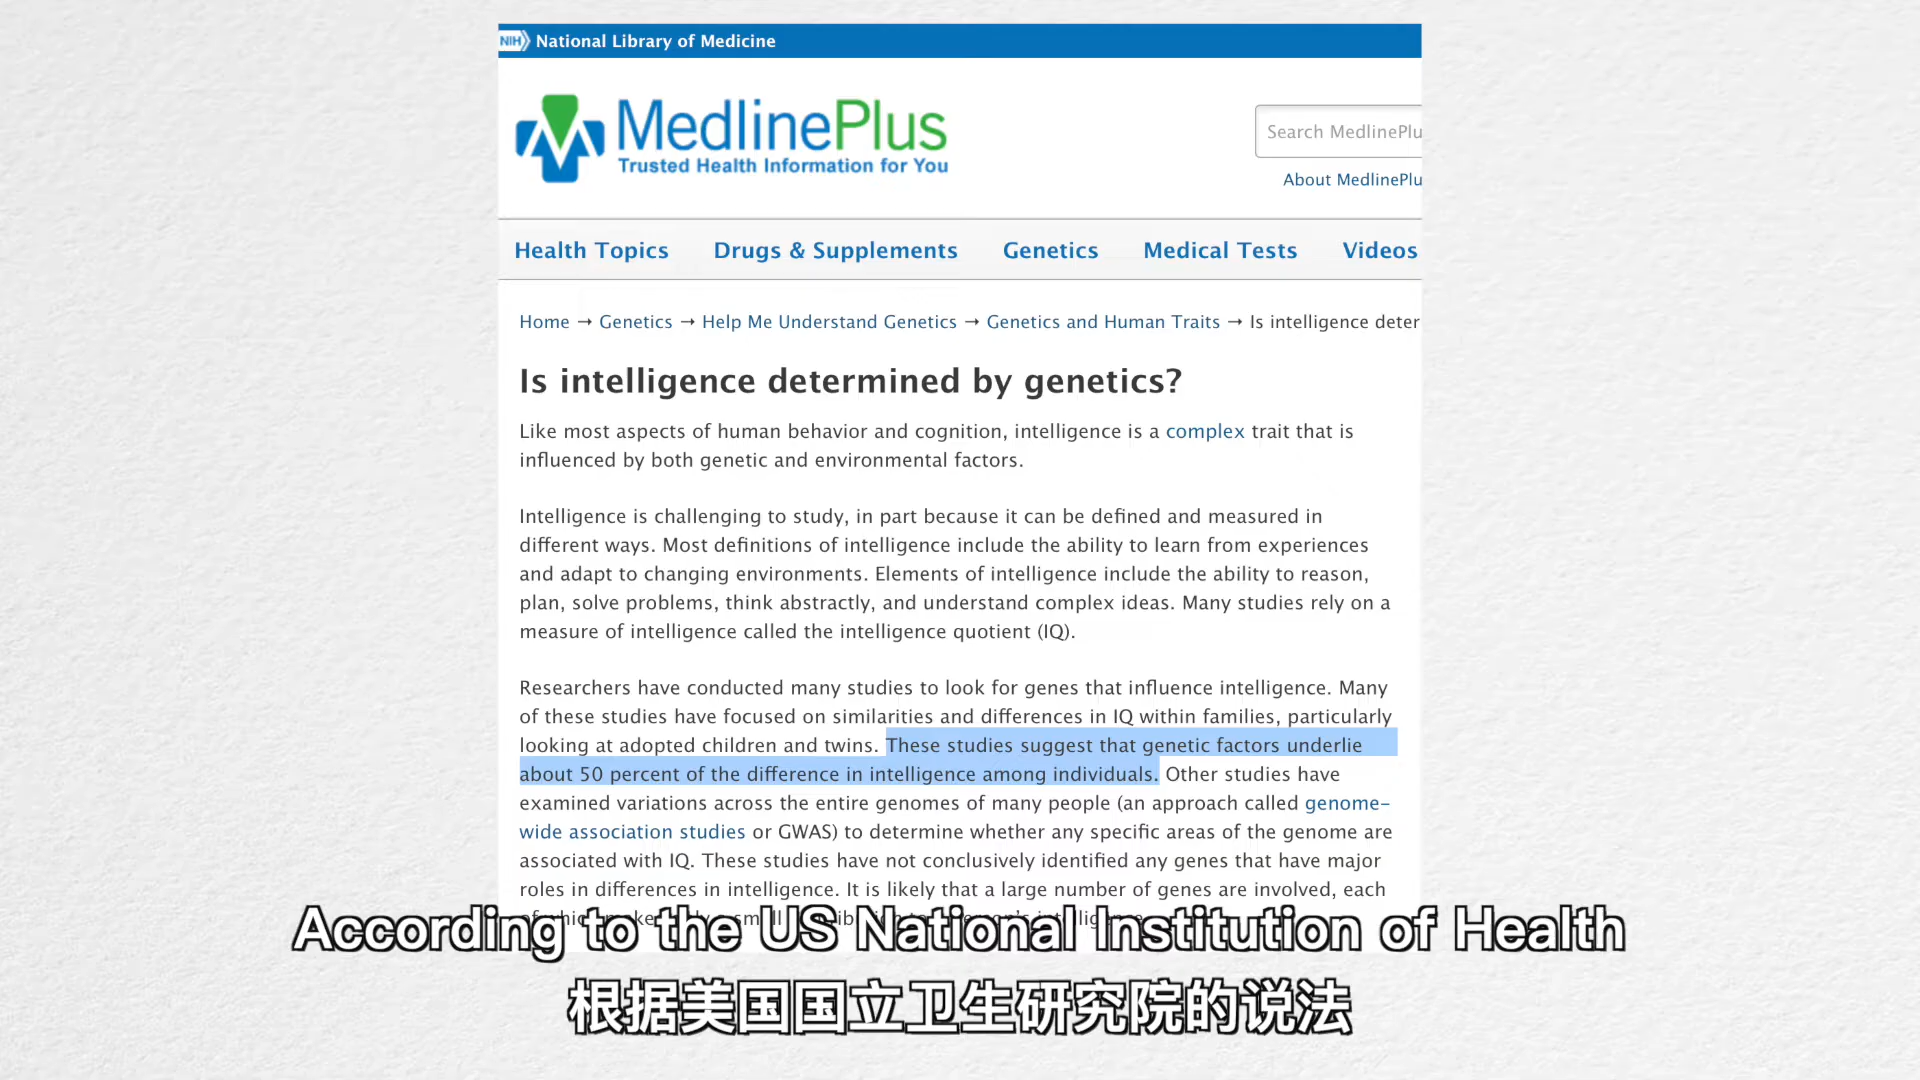 NIH National Library of Medicine
MedlinePlus
Trusted Health Information for You
Search MedlinePlu
About MedlinePlu
Health Topics Drugs & Supplements Genetics Medical Tests Videos
Home → Genetics → Help Me Understand Genetics → Genetics and Human Traits → Is intelligence deter
Is intelligence determined by genetics?
Like most aspects of human behavior and cognition, intelligence is a complex trait that is
influenced by both genetic and environmental factors.
Intelligence is challenging to study, in part because it can be defined and measured in
different ways. Most definitions of intelligence include the ability to learn from experiences
and adapt to changing environments. Elements of intelligence include the ability to reason,
plan, solve problems, think abstractly, and understand complex ideas. Many studies rely on a
measure of intelligence called the intelligence quotient (IQ).
Researchers have conducted many studies to look for genes that influence intelligence. Many
of these studies have focused on similarities and differences in IQ within families, particularly
looking at adopted children and twins. These studies suggest that genetic factors underlie
about 50 percent of the difference in intelligence among individuals. Other studies have
examined variations across the entire genomes of many people (an approach called genome-
wide association studies or GWAS) to determine whether any specific areas of the genome are
associated with IQ. These studies have not conclusively identified any genes that have major
roles in differences in intelligence. It is likely that a large number of genes are involved, each
According to the US National Institution of Health
根据美国国立卫生研究院的说法